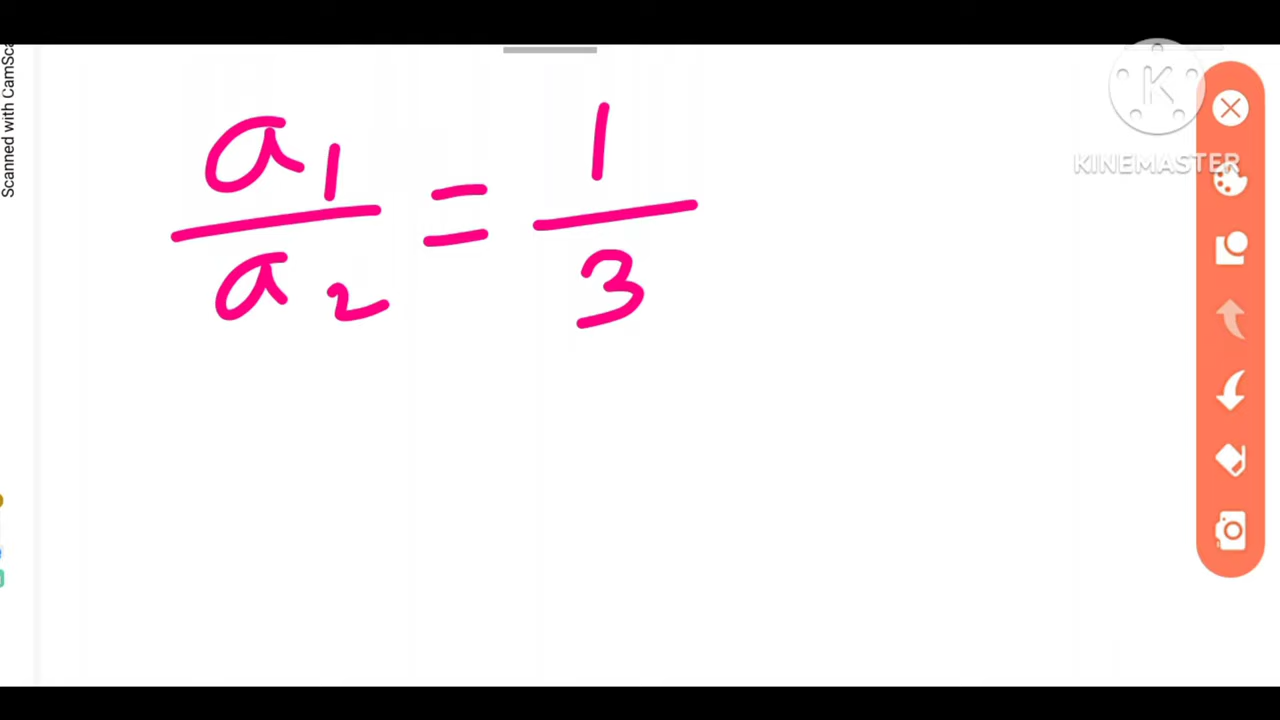 Scanned with CamSca
K
KINEMASTER
a₁/a₂ = 1/3